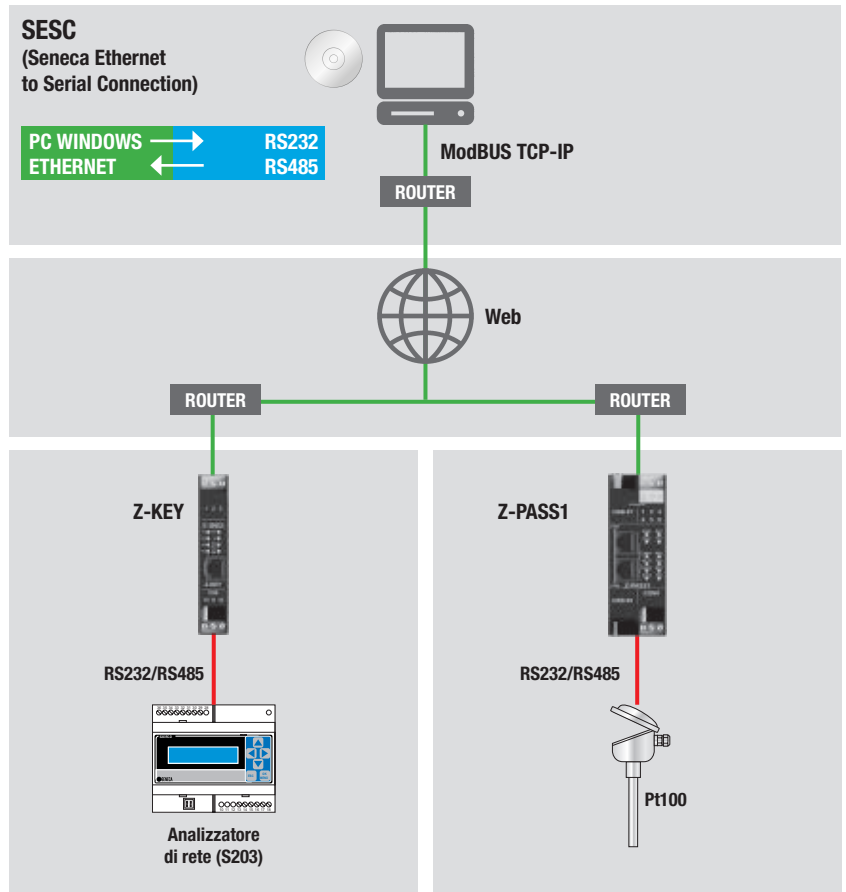 SESC
(Seneca Ethernet
to Serial Connection)
PC WINDOWS RS232
ETHERNET RS485
ModBUS TCP-IP
ROUTER
Web
ROUTER ROUTER
Z-KEY
Z-PASS1
RS232/RS485
RS232/RS485
SENECA
Analizzatore
di rete (S203)
Pt100